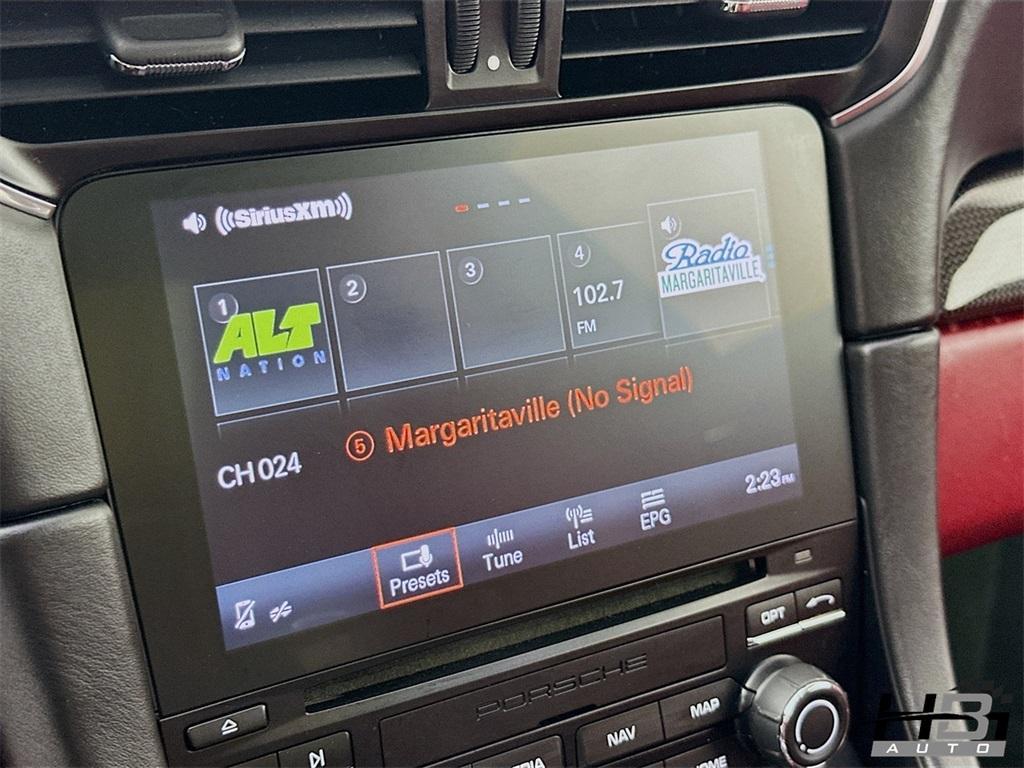 SiriusXM
1
2
3
4
ALT
NATION
102.7
FM
Radio
MARGARITAVILLE
5 Margaritaville (No Signal)
CH 024
2:23 PM
Presets
Tune
List
EPG
OPT
PORSCHE
NAV
MAP
HB
AUTO